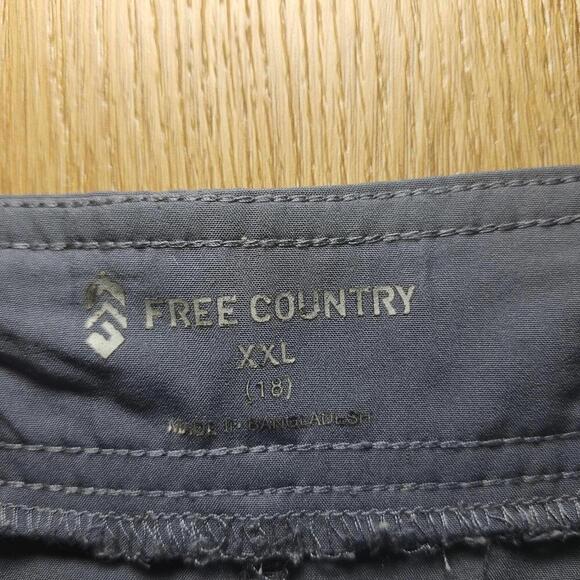 FREE COUNTRY
XXL
(18)
MADE IN BANGLADESH